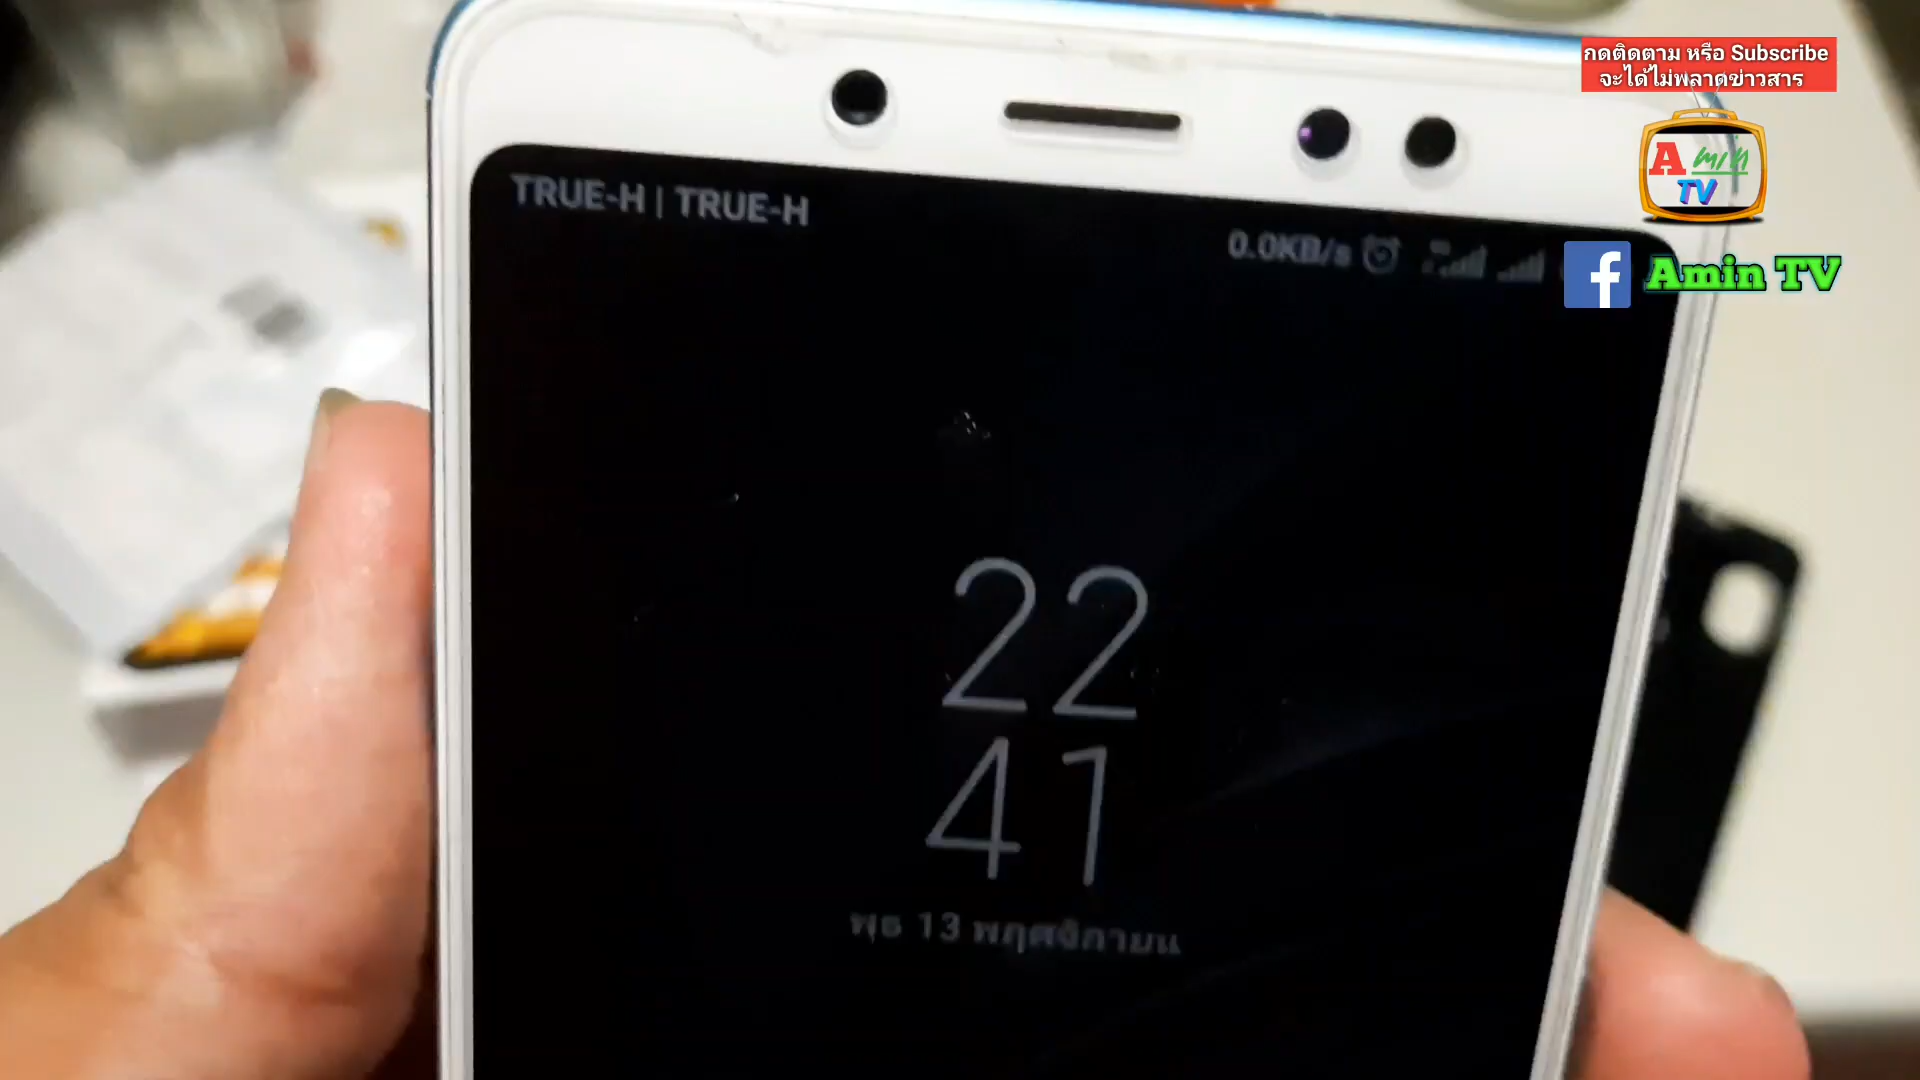 กดติดตาม หรือ Subscribe
จะได้ไม่พลาดข่าวสาร
Amin
TV
f Amin TV
TRUE-H | TRUE-H
0.0KB/s
22
41
พุธ 13 พฤศจิกายน